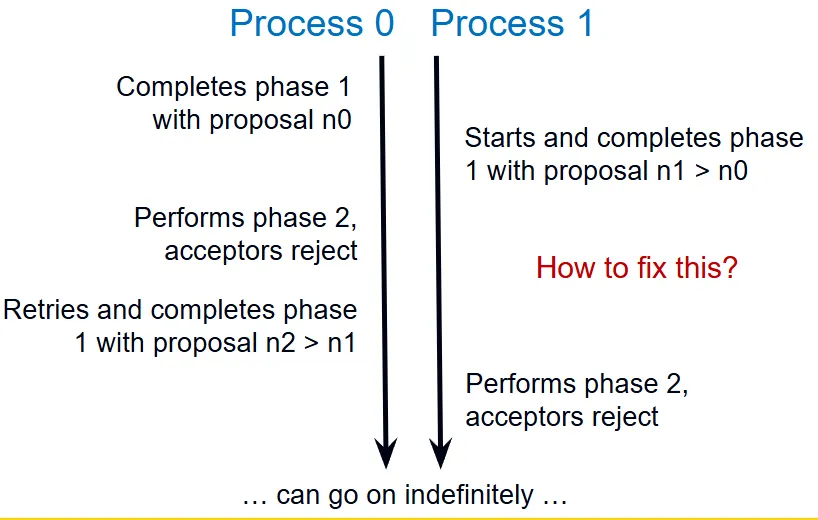 Process 0
Process 1
Completes phase 1
with proposal n0
Starts and completes phase
1 with proposal n1 > n0
Performs phase 2,
acceptors reject
How to fix this?
Retries and completes phase
1 with proposal n2 > n1
Performs phase 2,
acceptors reject
… can go on indefinitely …